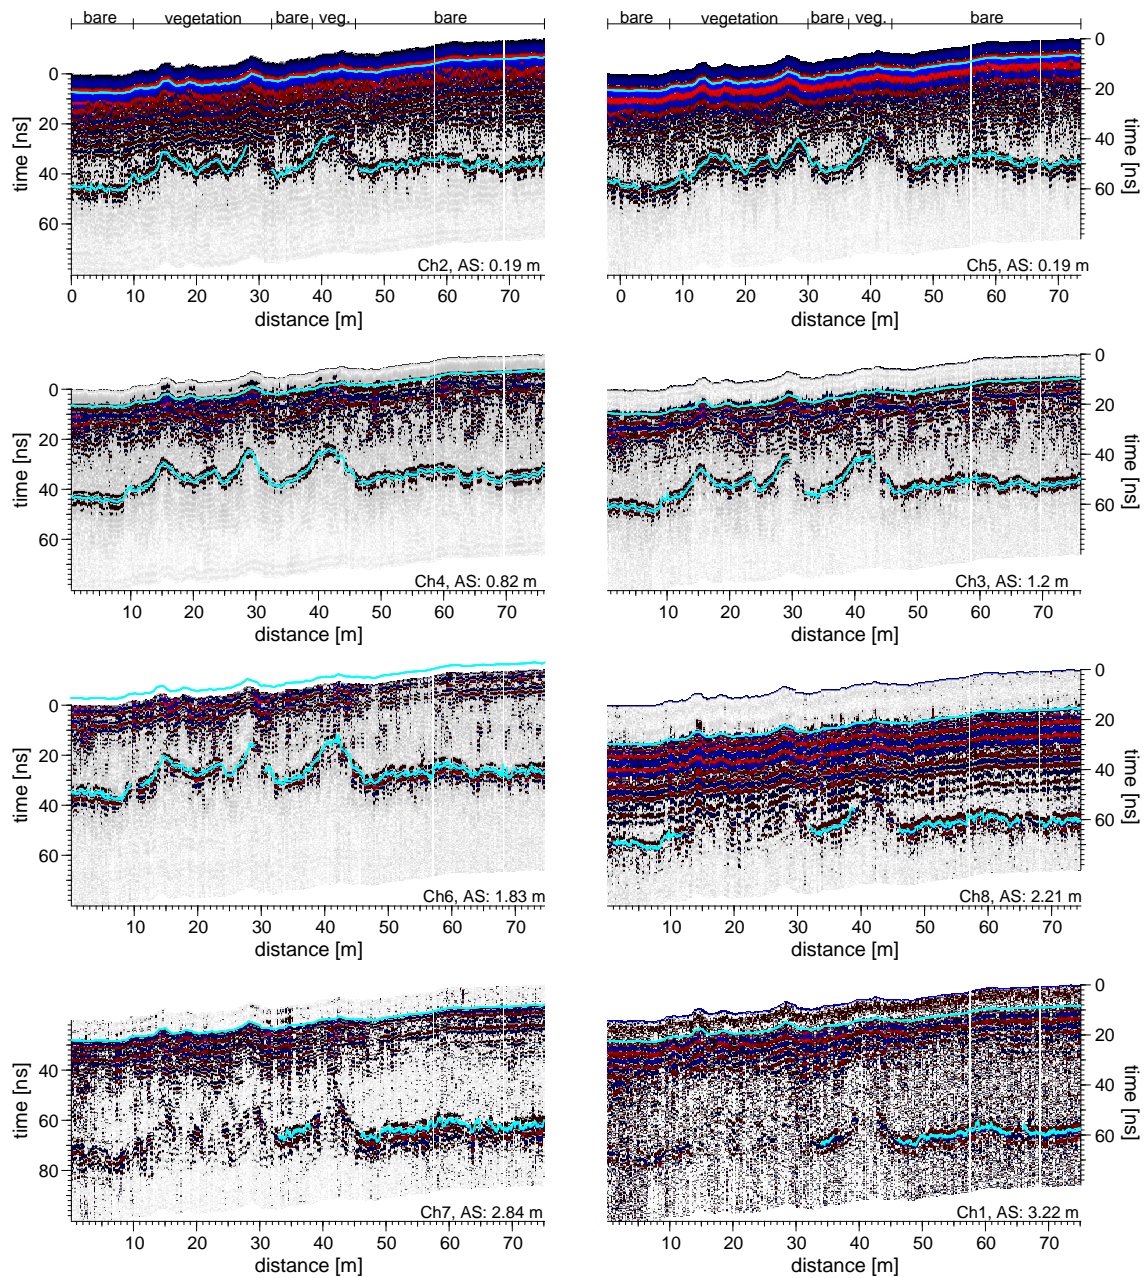 bare vegetation bare veg. bare
bare vegetation bare veg. bare
0
20
40
60
time [ns]
Ch2, AS: 0.19 m
0 10 20 30 40 50 60 70
distance [m]
0
20
40
60
time [ns]
Ch5, AS: 0.19 m
0 10 20 30 40 50 60 70
distance [m]
0
20
40
60
time [ns]
Ch4, AS: 0.82 m
10 20 30 40 50 60 70
distance [m]
0
20
40
60
time [ns]
Ch3, AS: 1.2 m
10 20 30 40 50 60 70
distance [m]
0
20
40
60
time [ns]
Ch6, AS: 1.83 m
10 20 30 40 50 60 70
distance [m]
0
20
40
60
time [ns]
Ch8, AS: 2.21 m
10 20 30 40 50 60 70
distance [m]
20
40
60
80
time [ns]
Ch7, AS: 2.84 m
10 20 30 40 50 60 70
distance [m]
0
20
40
60
time [ns]
Ch1, AS: 3.22 m
10 20 30 40 50 60 70
distance [m]